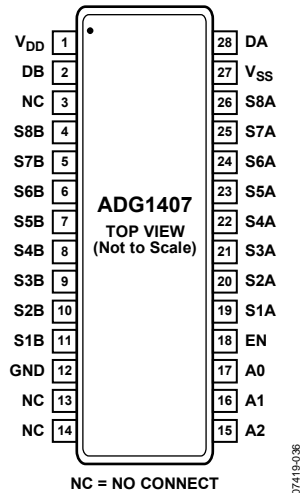 VDD 1 28 DA
DB 2 27 VSS
NC 3 26 S8A
S8B 4 25 S7A
S7B 5 24 S6A
S6B 6 23 S5A
S5B 7 22 S4A
S4B 8 21 S3A
S3B 9 20 S2A
S2B 10 19 S1A
S1B 11 18 EN
GND 12 17 A0
NC 13 16 A1
NC 14 15 A2
ADG1407
TOP VIEW
(Not to Scale)
NC = NO CONNECT
07419-036